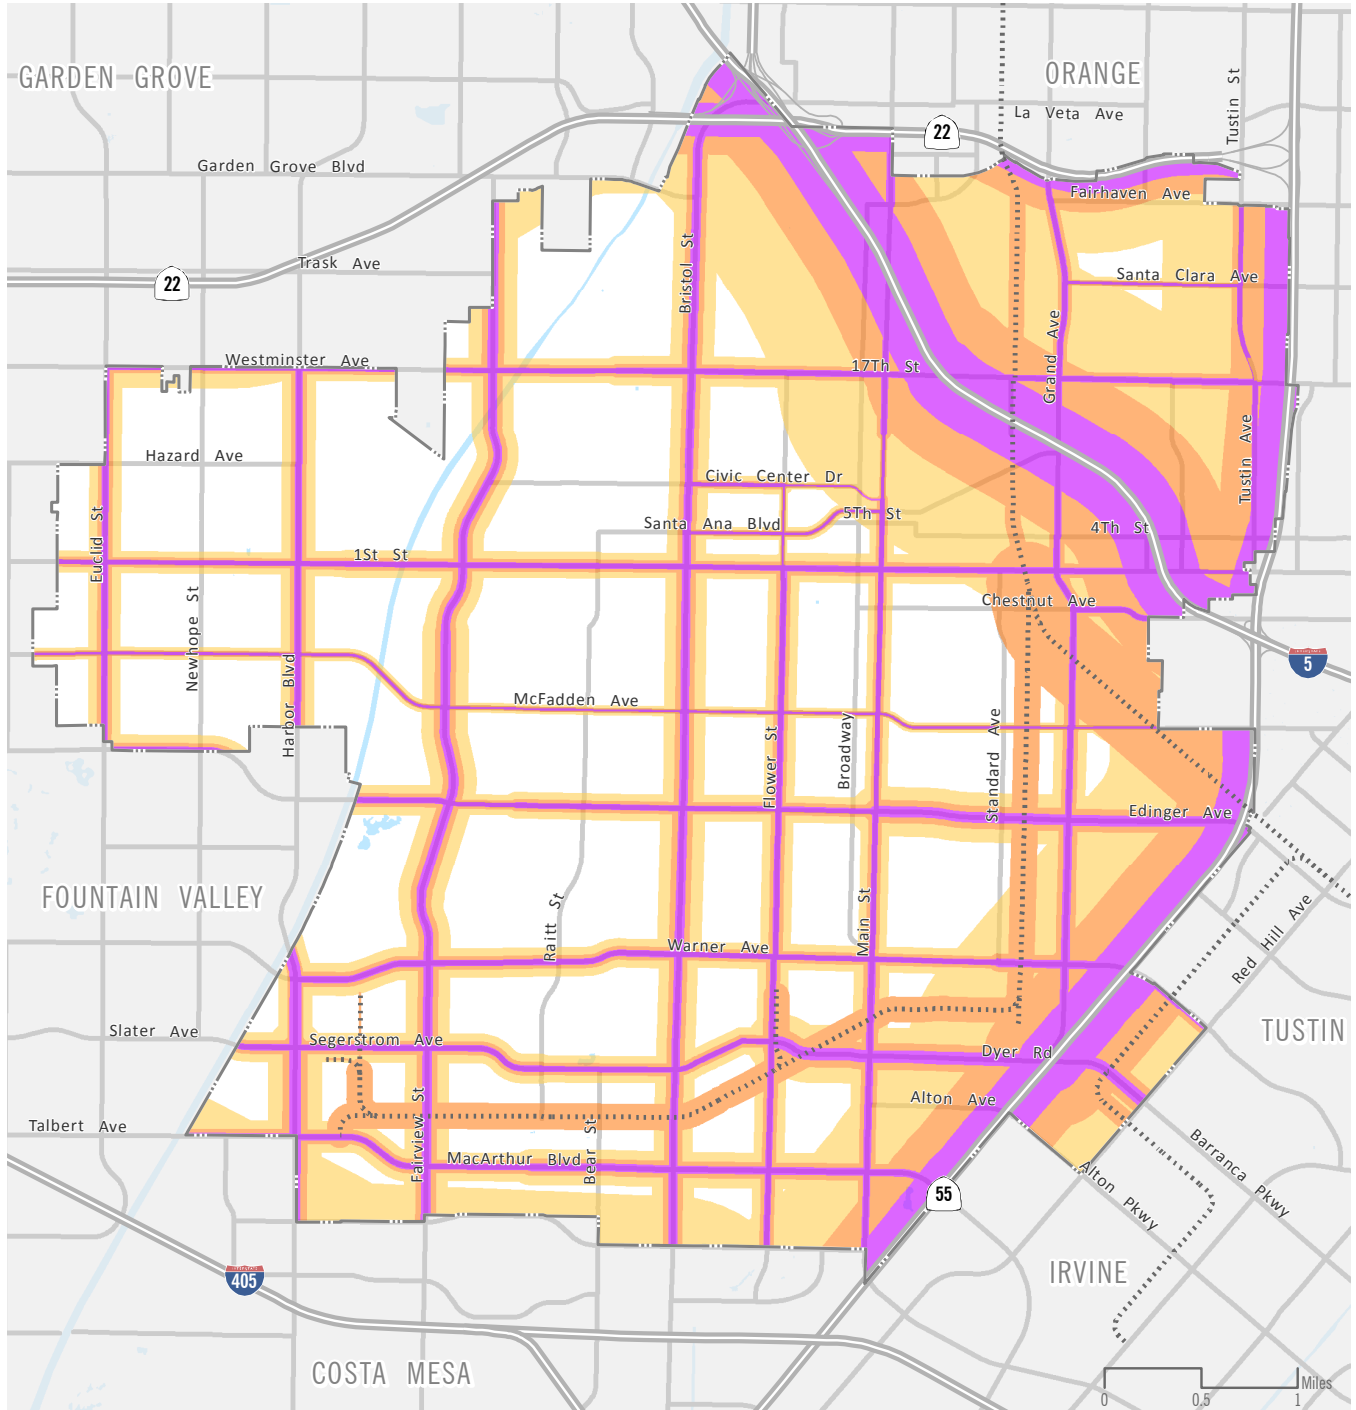 GARDEN GROVE
ORANGE
Tustin St
La Veta Ave
22
Garden Grove Blvd
Fairhaven Ave
Bristol St
Trask Ave
Santa Clara Ave
22
Grand Ave
Westminster Ave
17Th St
Tustin Ave
Hazard Ave
Civic Center Dr
Euclid St
Santa Ana Blvd
5Th St
4Th St
1St St
Newhope St
Chestnut Ave
5
Harbor Blvd
McFadden Ave
Flower St
Broadway
Standard Ave
Edinger Ave
FOUNTAIN VALLEY
Raitt St
Main St
Red Hill Ave
Warner Ave
Slater Ave
Segerstrom Ave
Dyer Rd
TUSTIN
Fairview St
Alton Ave
Talbert Ave
Bear St
MacArthur Blvd
Barranca Pkwy
Alton Pkwy
55
IRVINE
405
COSTA MESA
Miles
0 0.5 1